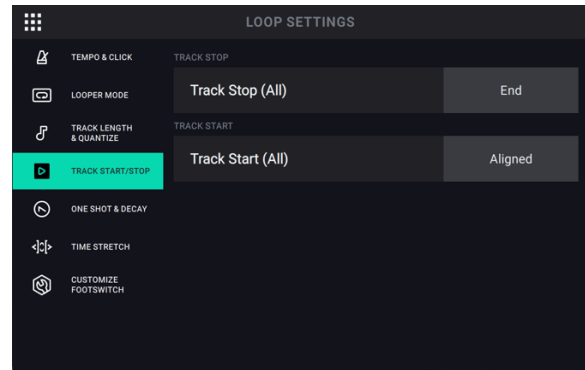 LOOP SETTINGS
TEMPO & CLICK
LOOPER MODE
TRACK LENGTH
& QUANTIZE
TRACK START/STOP
ONE SHOT & DECAY
TIME STRETCH
CUSTOMIZE
FOOTSWITCH
TRACK STOP
Track Stop (All)
End
TRACK START
Track Start (All)
Aligned